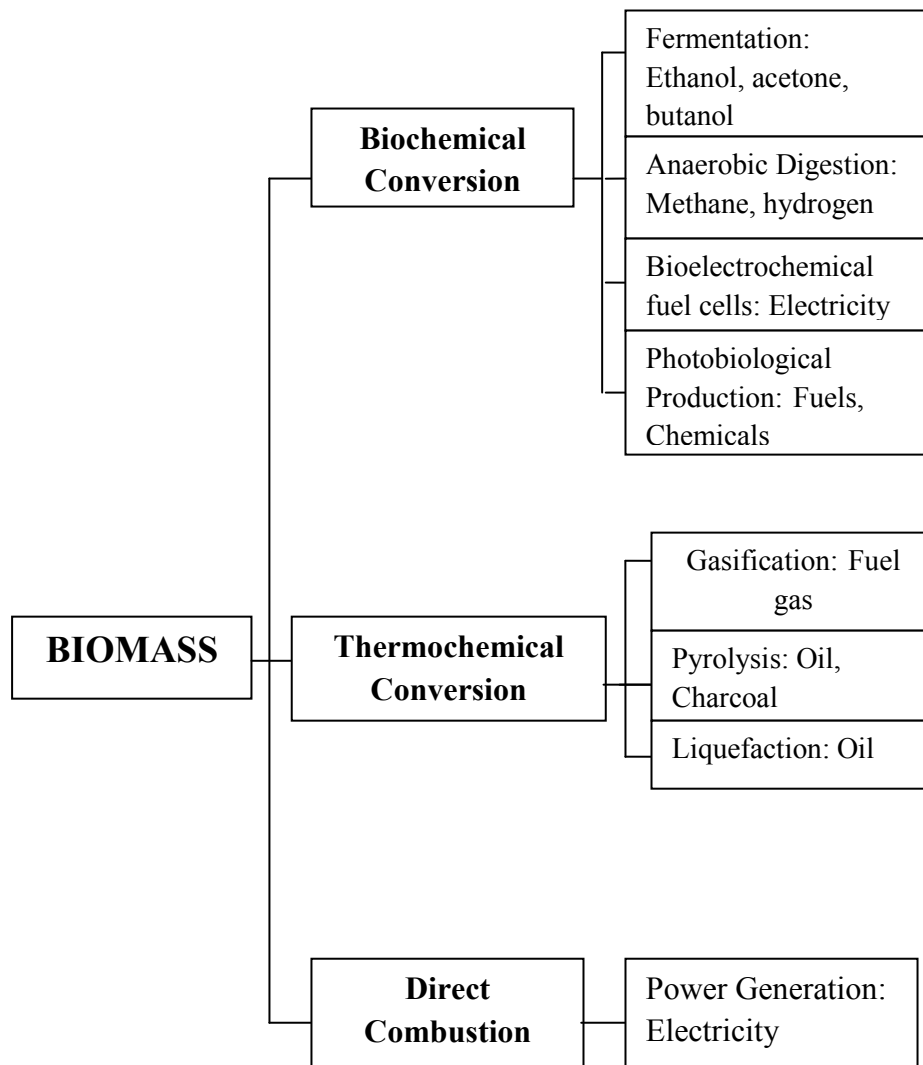 Fermentation:
Ethanol, acetone,
butanol
Biochemical
Conversion
Anaerobic Digestion:
Methane, hydrogen
Bioelectrochemical
fuel cells: Electricity
Photobiological
Production: Fuels,
Chemicals
Gasification: Fuel
gas
BIOMASS
Thermochemical
Conversion
Pyrolysis: Oil,
Charcoal
Liquefaction: Oil
Direct
Combustion
Power Generation:
Electricity